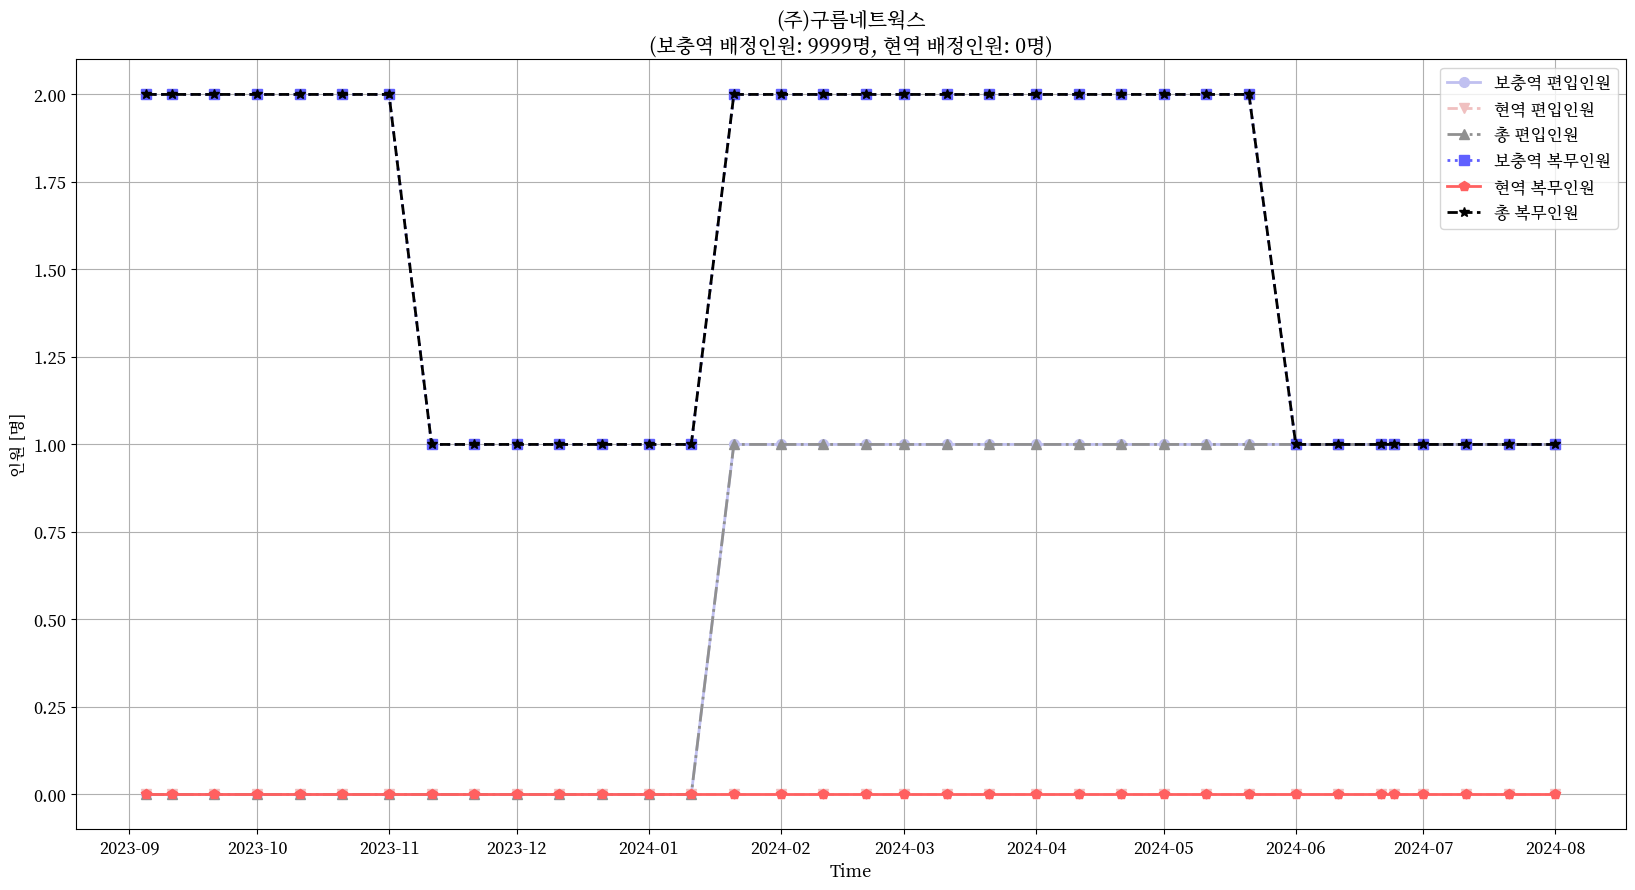 (주)구름네트웍스
(보충역 배정인원: 9999명, 현역 배정인원: 0명)
보충역 편입인원
현역 편입인원
총 편입인원
보충역 복무인원
현역 복무인원
총 복무인원
인원 [명]
2.00
1.75
1.50
1.25
1.00
0.75
0.50
0.25
0.00
2023-09 2023-10 2023-11 2023-12 2024-01 2024-02 2024-03 2024-04 2024-05 2024-06 2024-07 2024-08
Time